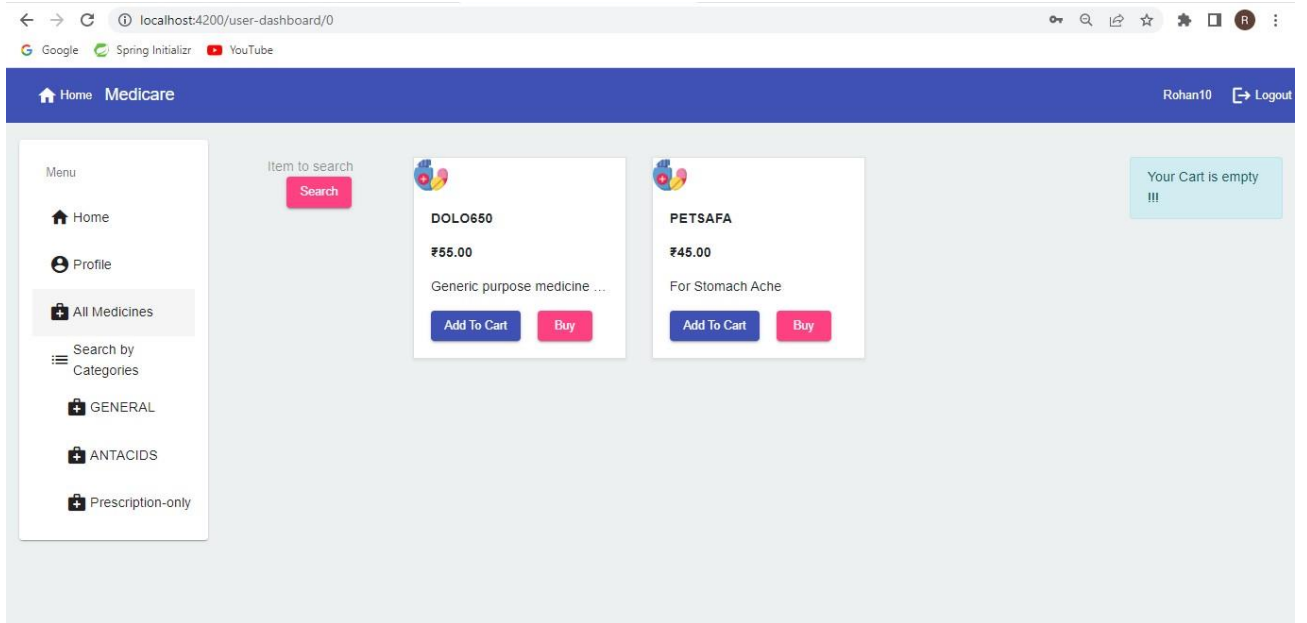 localhost:4200/user-dashboard/0
R
G Google Spring Initializr YouTube
Home Medicare Rohan10 Logout
Menu
Home
Profile
All Medicines
Search by
Categories
GENERAL
ANTACIDS
Prescription-only
Item to search
Search
DOLO650
₹55.00
Generic purpose medicine ...
Add To Cart Buy
PETSAFA
₹45.00
For Stomach Ache
Add To Cart Buy
Your Cart is empty
!!!